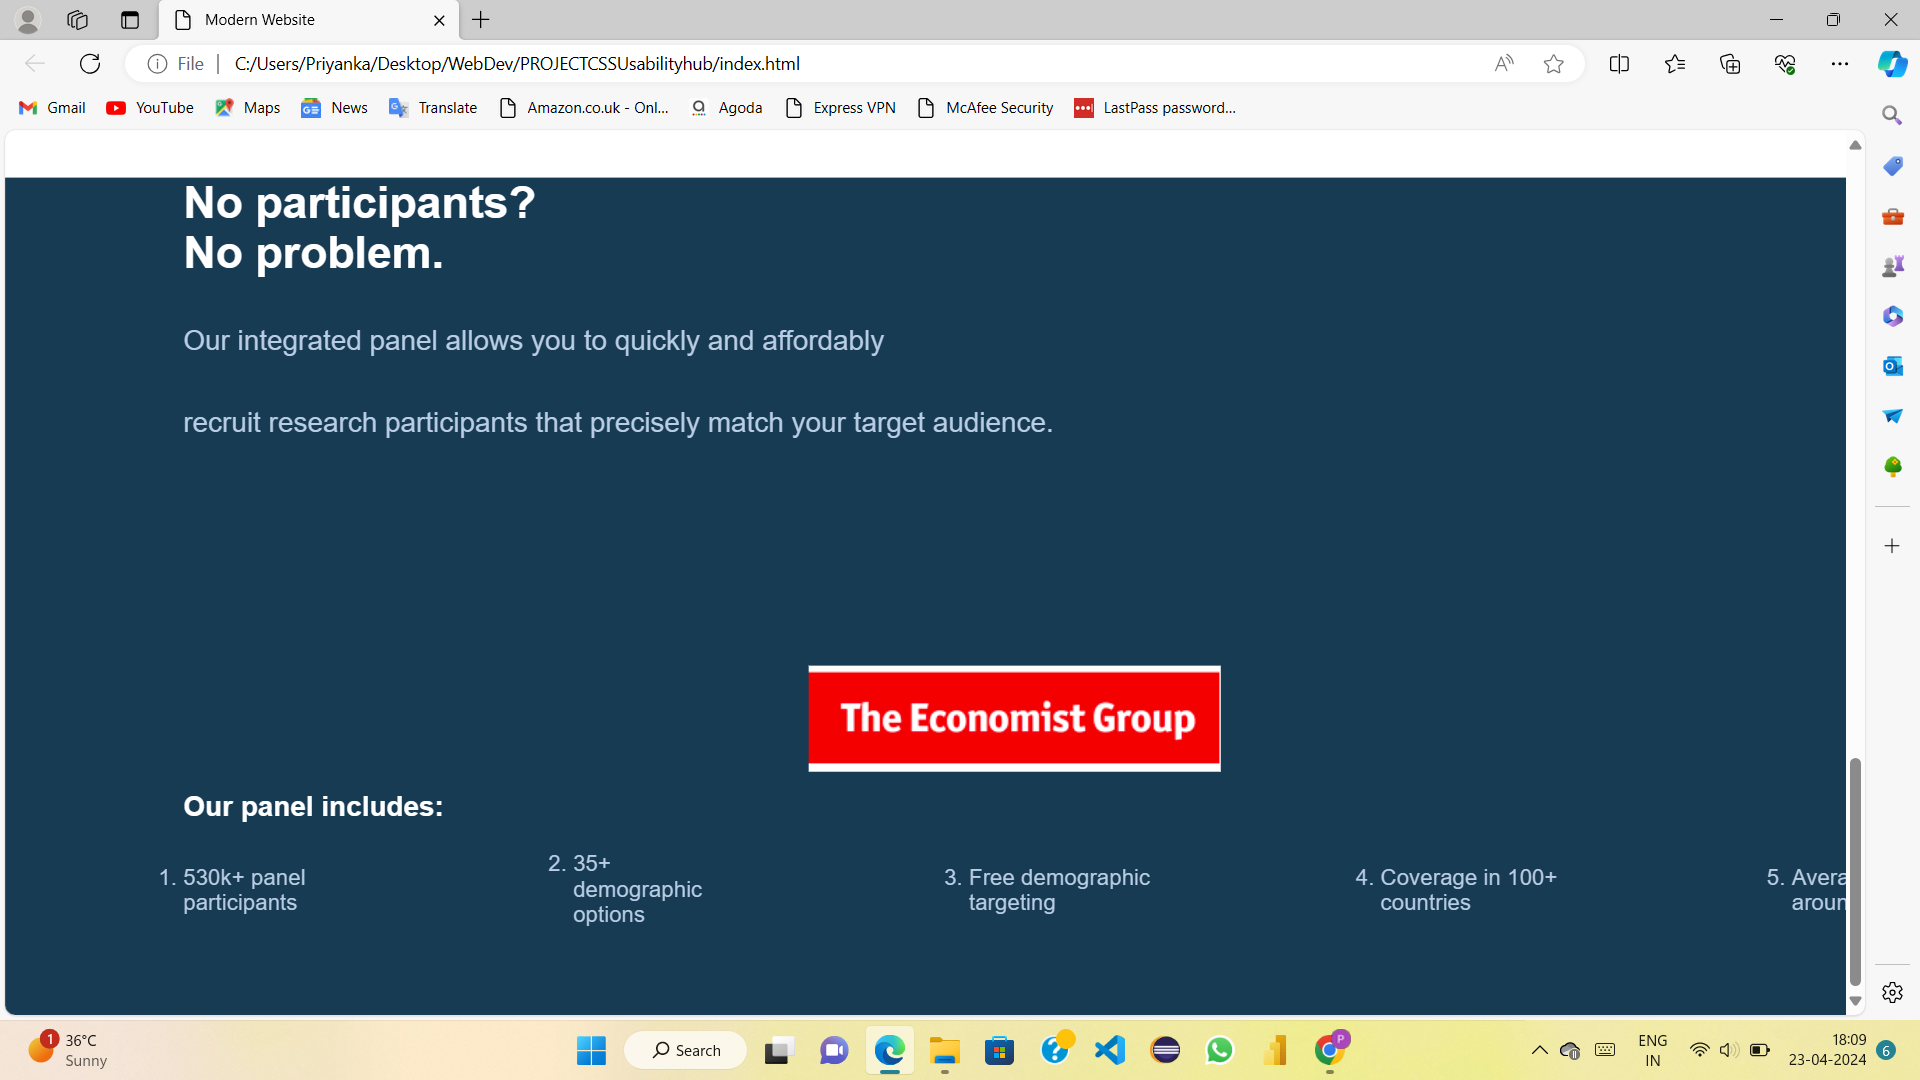 Modern Website
File
C:/Users/Priyanka/Desktop/WebDev/PROJECTCSSUsabilityhub/index.html
Gmail YouTube Maps News Translate Amazon.co.uk - Onl... Agoda Express VPN McAfee Security LastPass password...
No participants?
No problem.
Our integrated panel allows you to quickly and affordably
recruit research participants that precisely match your target audience.
The Economist Group
Our panel includes:
1. 530k+ panel
participants
2. 35+
demographic
options
3. Free demographic
targeting
4. Coverage in 100+
countries
5. Avera
aroun
1
36°C
Sunny
Search
P
ENG
IN
18:09
23-04-2024
6